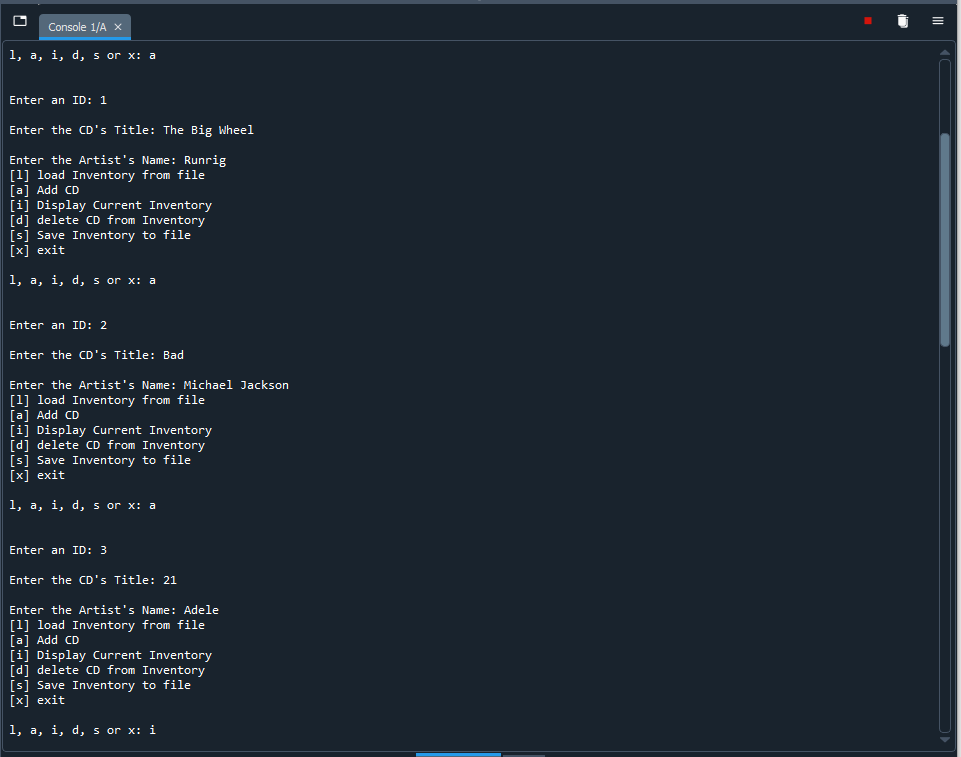 Console 1/A
l, a, i, d, s or x: a
Enter an ID: 1
Enter the CD's Title: The Big Wheel
Enter the Artist's Name: Runrig
[l] load Inventory from file
[a] Add CD
[i] Display Current Inventory
[d] delete CD from Inventory
[s] Save Inventory to file
[x] exit
l, a, i, d, s or x: a
Enter an ID: 2
Enter the CD's Title: Bad
Enter the Artist's Name: Michael Jackson
[l] load Inventory from file
[a] Add CD
[i] Display Current Inventory
[d] delete CD from Inventory
[s] Save Inventory to file
[x] exit
l, a, i, d, s or x: a
Enter an ID: 3
Enter the CD's Title: 21
Enter the Artist's Name: Adele
[l] load Inventory from file
[a] Add CD
[i] Display Current Inventory
[d] delete CD from Inventory
[s] Save Inventory to file
[x] exit
l, a, i, d, s or x: i